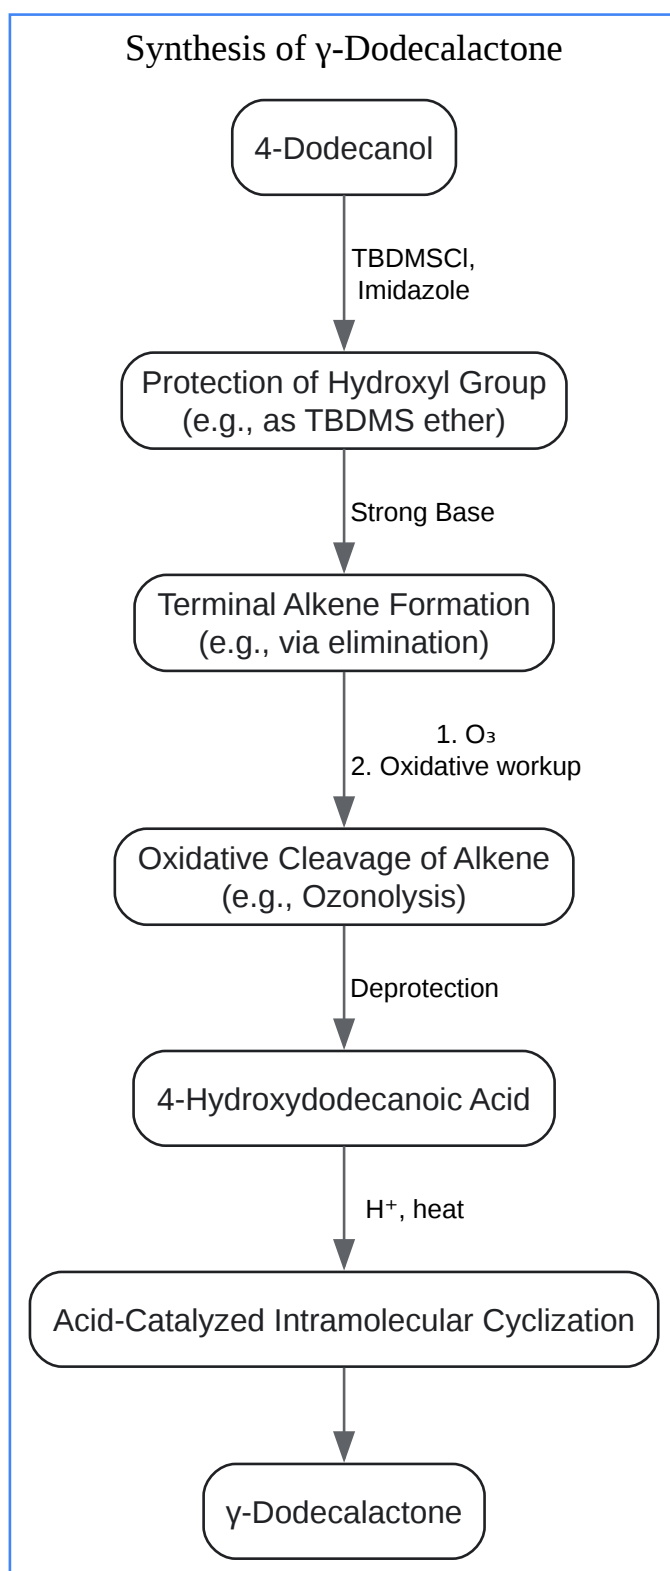 Synthesis of γ-Dodecalactone
4-Dodecanol
TBDMSCl,
Imidazole
Protection of Hydroxyl Group
(e.g., as TBDMS ether)
Strong Base
Terminal Alkene Formation
(e.g., via elimination)
1. O₃
2. Oxidative workup
Oxidative Cleavage of Alkene
(e.g., Ozonolysis)
Deprotection
4-Hydroxydodecanoic Acid
H⁺, heat
Acid-Catalyzed Intramolecular Cyclization
γ-Dodecalactone